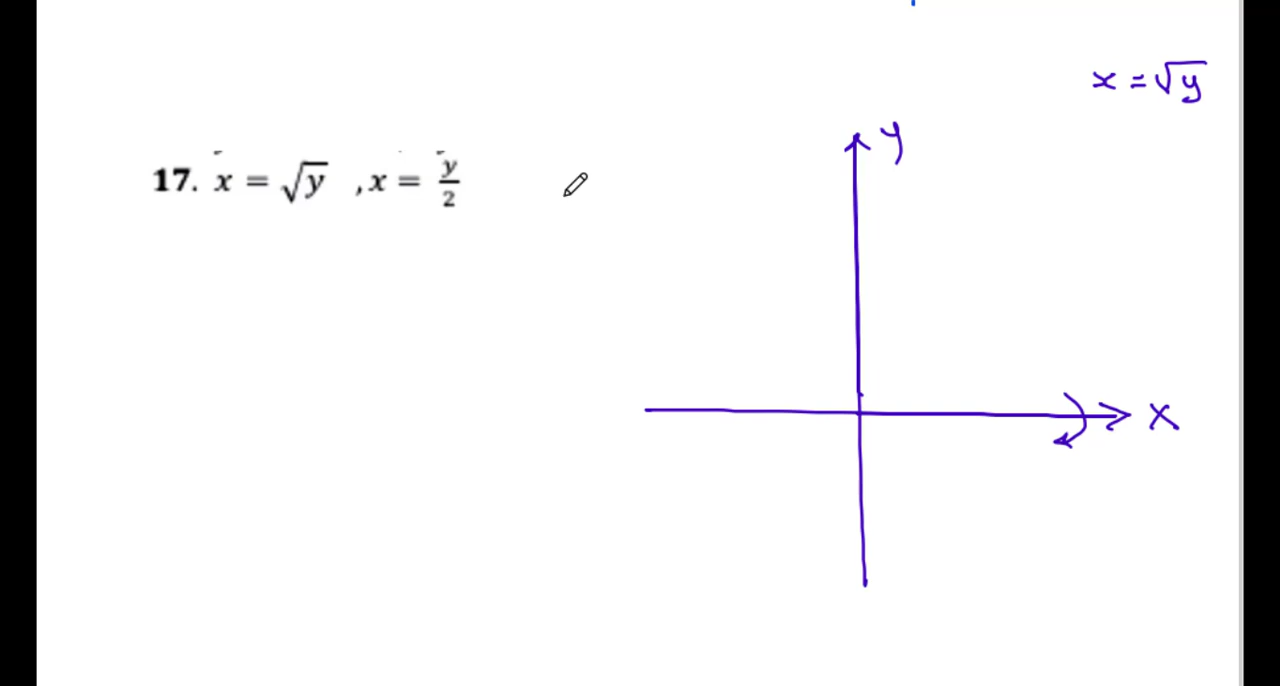 x = √y
y
17. x = √y , x = y/2
x